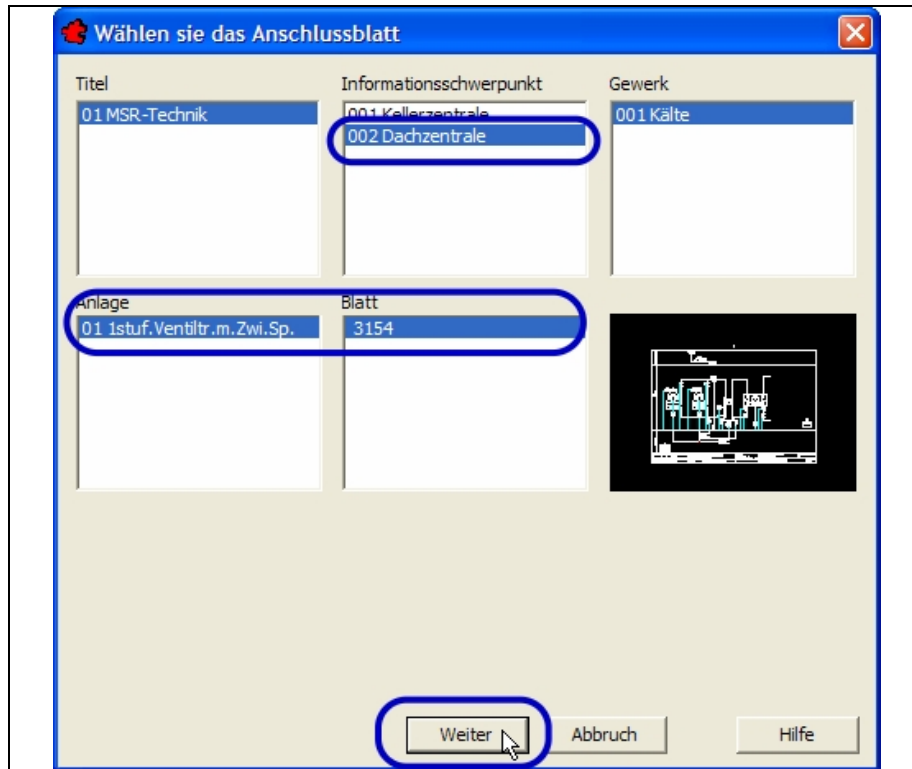 Wählen sie das Anschlussblatt
Titel Informationsschwerpunkt Gewerk
01 MSR-Technik 001 Kellerzentrale 001 Kälte
002 Dachzentrale
Anlage Blatt
01 1stuf.Ventiltr.m.Zwi.Sp. 3154
Weiter Abbruch Hilfe